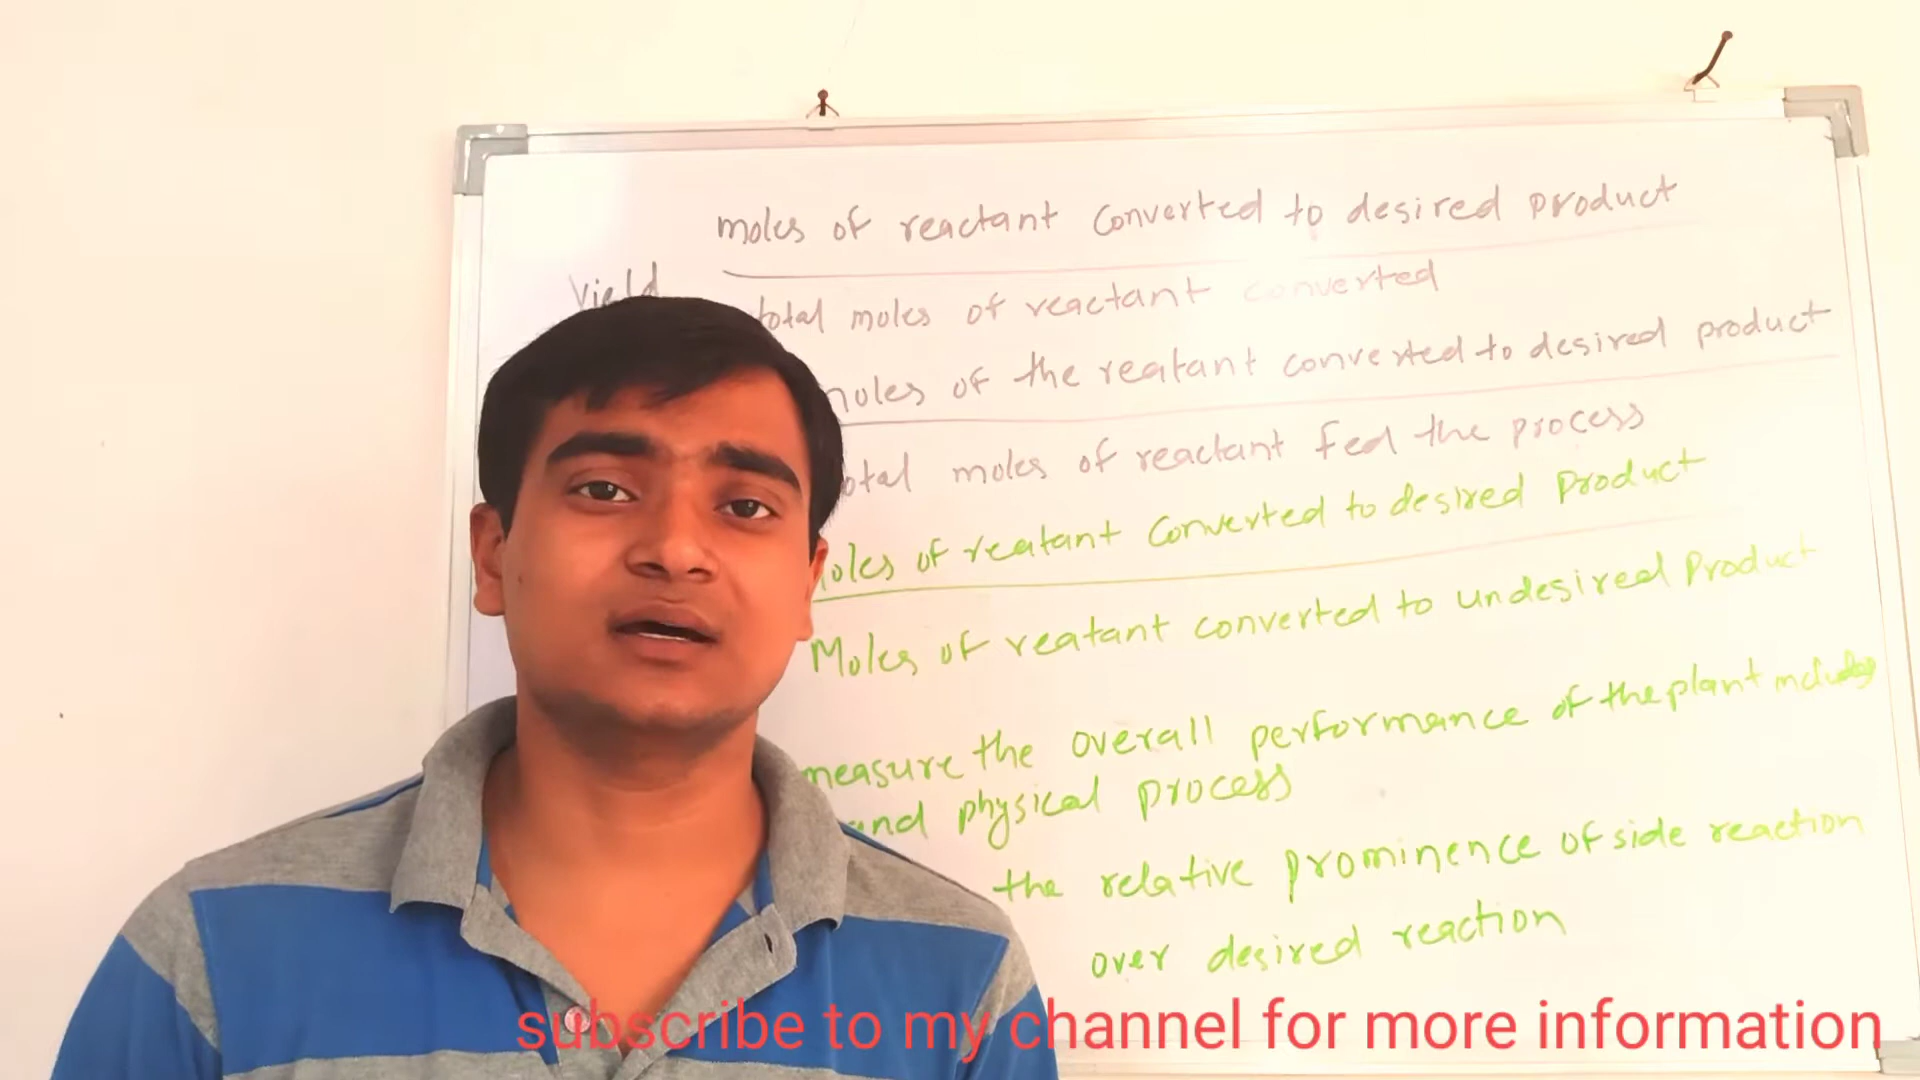 moles of reactant converted to desired product
Yield
total moles of reactant converted
moles of the reatant converted to desired product
total moles of reactant fed the process
Moles of reatant converted to desired product
Moles of reatant converted to undesired product
measure the overall performance of the plant including
and physical process
the relative prominence of side reaction
over desired reaction
subscribe to my channel for more information